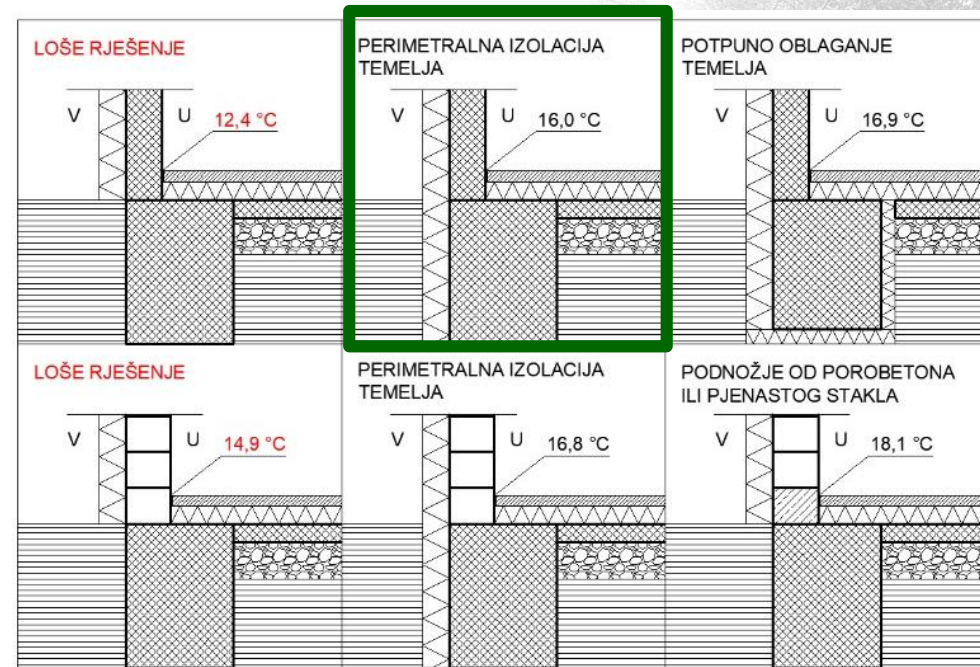 LOŠE RJEŠENJE
V
U
12,4 °C
PERIMETRALNA IZOLACIJA
TEMELJA
V
U
16,0 °C
POTPUNO OBLAGANJE
TEMELJA
V
U
16,9 °C
LOŠE RJEŠENJE
V
U
14,9 °C
PERIMETRALNA IZOLACIJA
TEMELJA
V
U
16,8 °C
PODNOŽJE OD POROBETONA
ILI PJENASTOG STAKLA
V
U
18,1 °C